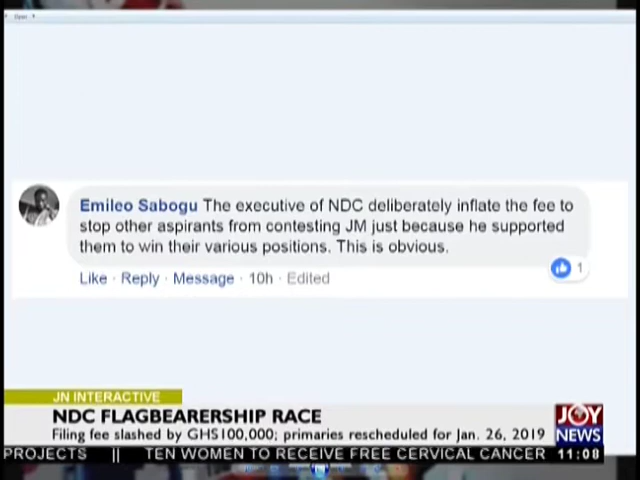 Open
Emileo Sabogu The executive of NDC deliberately inflate the fee to
stop other aspirants from contesting JM just because he supported
them to win their various positions. This is obvious.
Like · Reply · Message · 10h · Edited
1
JN INTERACTIVE
NDC FLAGBEARERSHIP RACE
Filing fee slashed by GHS100,000; primaries rescheduled for Jan. 26, 2019
JOY
NEWS
PROJECTS || TEN WOMEN TO RECEIVE FREE CERVICAL CANCER
11:08